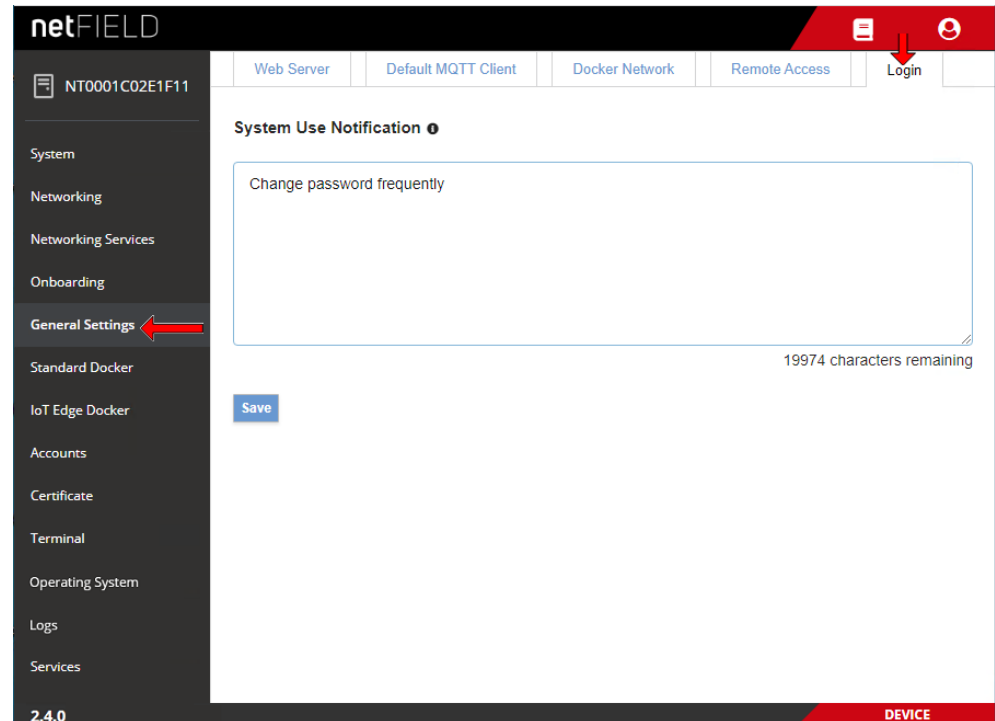 netFIELD
NT0001C02E1F11
System
Networking
Networking Services
Onboarding
General Settings
Standard Docker
IoT Edge Docker
Accounts
Certificate
Terminal
Operating System
Logs
Services
2.4.0
Web Server Default MQTT Client Docker Network Remote Access Login
System Use Notification
Change password frequently
19974 characters remaining
Save
DEVICE